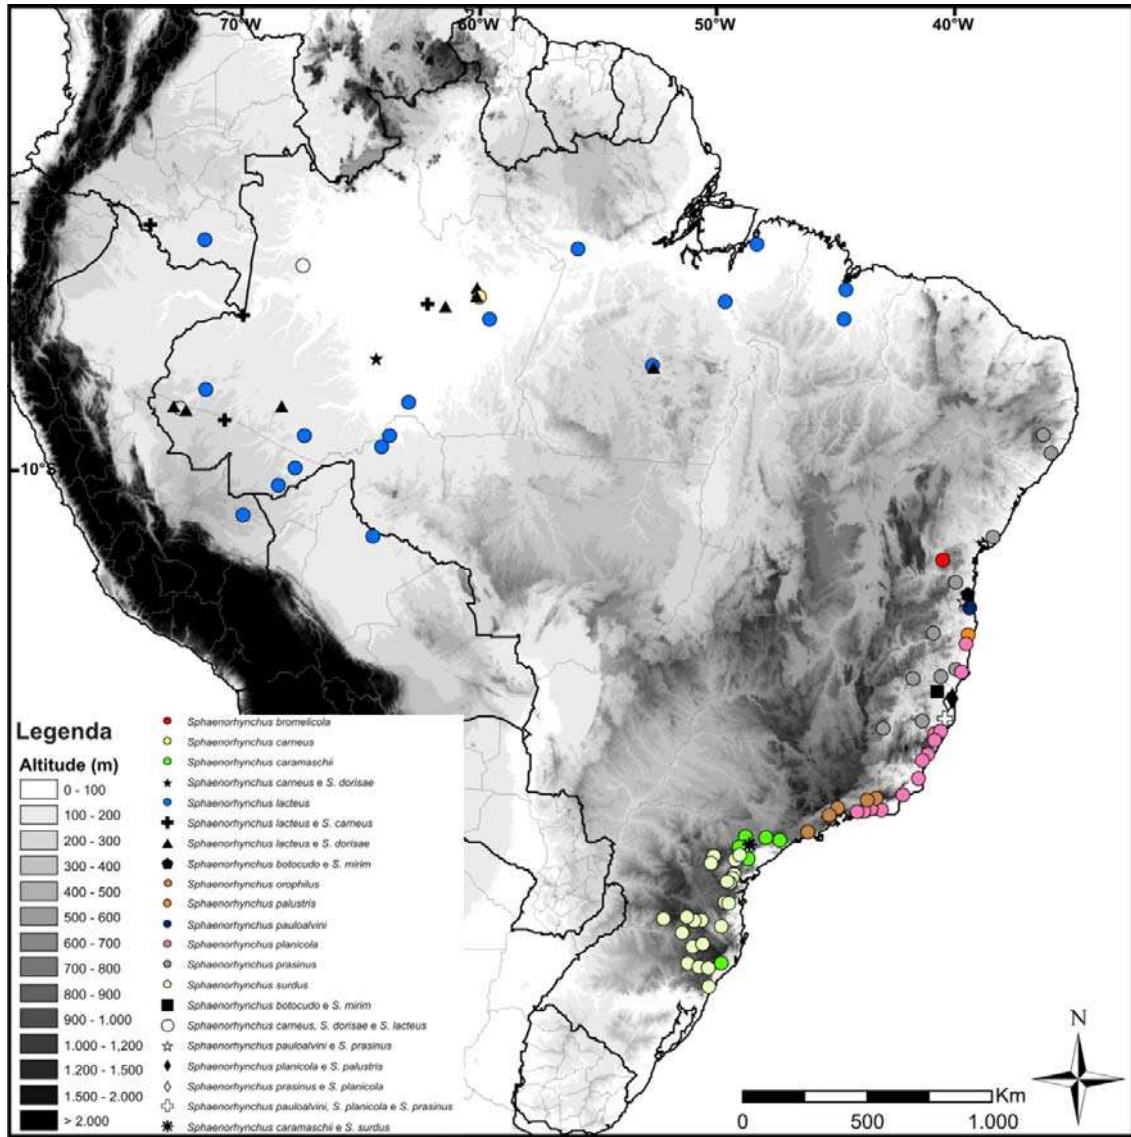 70°W 60°W 50°W 40°W
10°S
Legenda
Altitude (m)
0 - 100
100 - 200
200 - 300
300 - 400
400 - 500
500 - 600
600 - 700
700 - 800
800 - 900
900 - 1.000
1.000 - 1,200
1.200 - 1.500
1.500 - 2.000
> 2.000
Sphaenorhynchus bromelicola
Sphaenorhynchus carneus
Sphaenorhynchus caramaschii
Sphaenorhynchus carneus e S. dorisae
Sphaenorhynchus lacteus
Sphaenorhynchus lacteus e S. carneus
Sphaenorhynchus lacteus e S. dorisae
Sphaenorhynchus botocudo e S. mirim
Sphaenorhynchus orophilus
Sphaenorhynchus palustris
Sphaenorhynchus pauloalvini
Sphaenorhynchus planicola
Sphaenorhynchus prasinus
Sphaenorhynchus surdus
Sphaenorhynchus botocudo e S. mirim
Sphaenorhynchus carneus, S. dorisae e S. lacteus
Sphaenorhynchus pauloalvini e S. prasinus
Sphaenorhynchus planicola e S. palustris
Sphaenorhynchus prasinus e S. planicola
Sphaenorhynchus pauloalvini, S. planicola e S. prasinus
Sphaenorhynchus caramaschii e S. surdus
N
Km
0 500 1.000